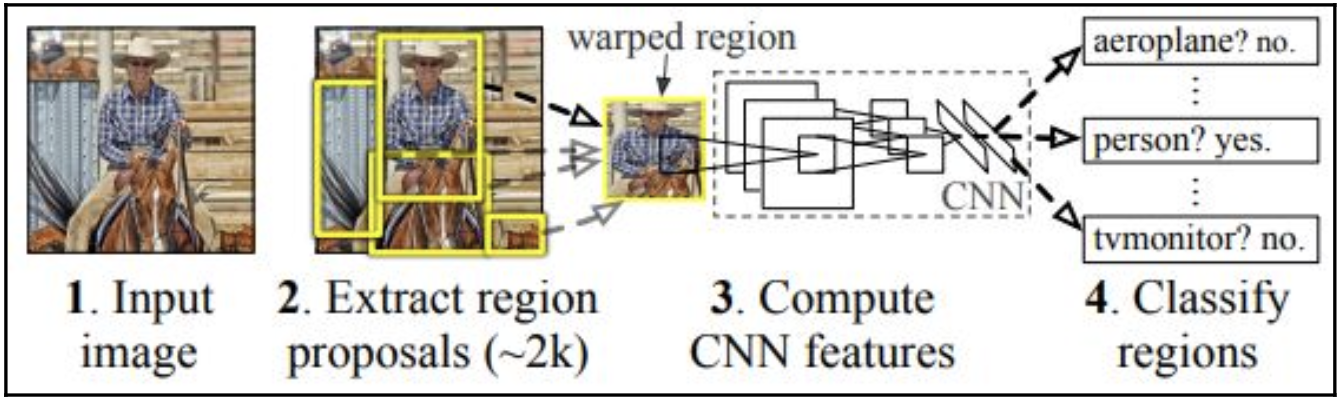 warped region
aeroplane? no.
person? yes.
CNN
tvmonitor? no.
1. Input
image
2. Extract region
proposals (~2k)
3. Compute
CNN features
4. Classify
regions